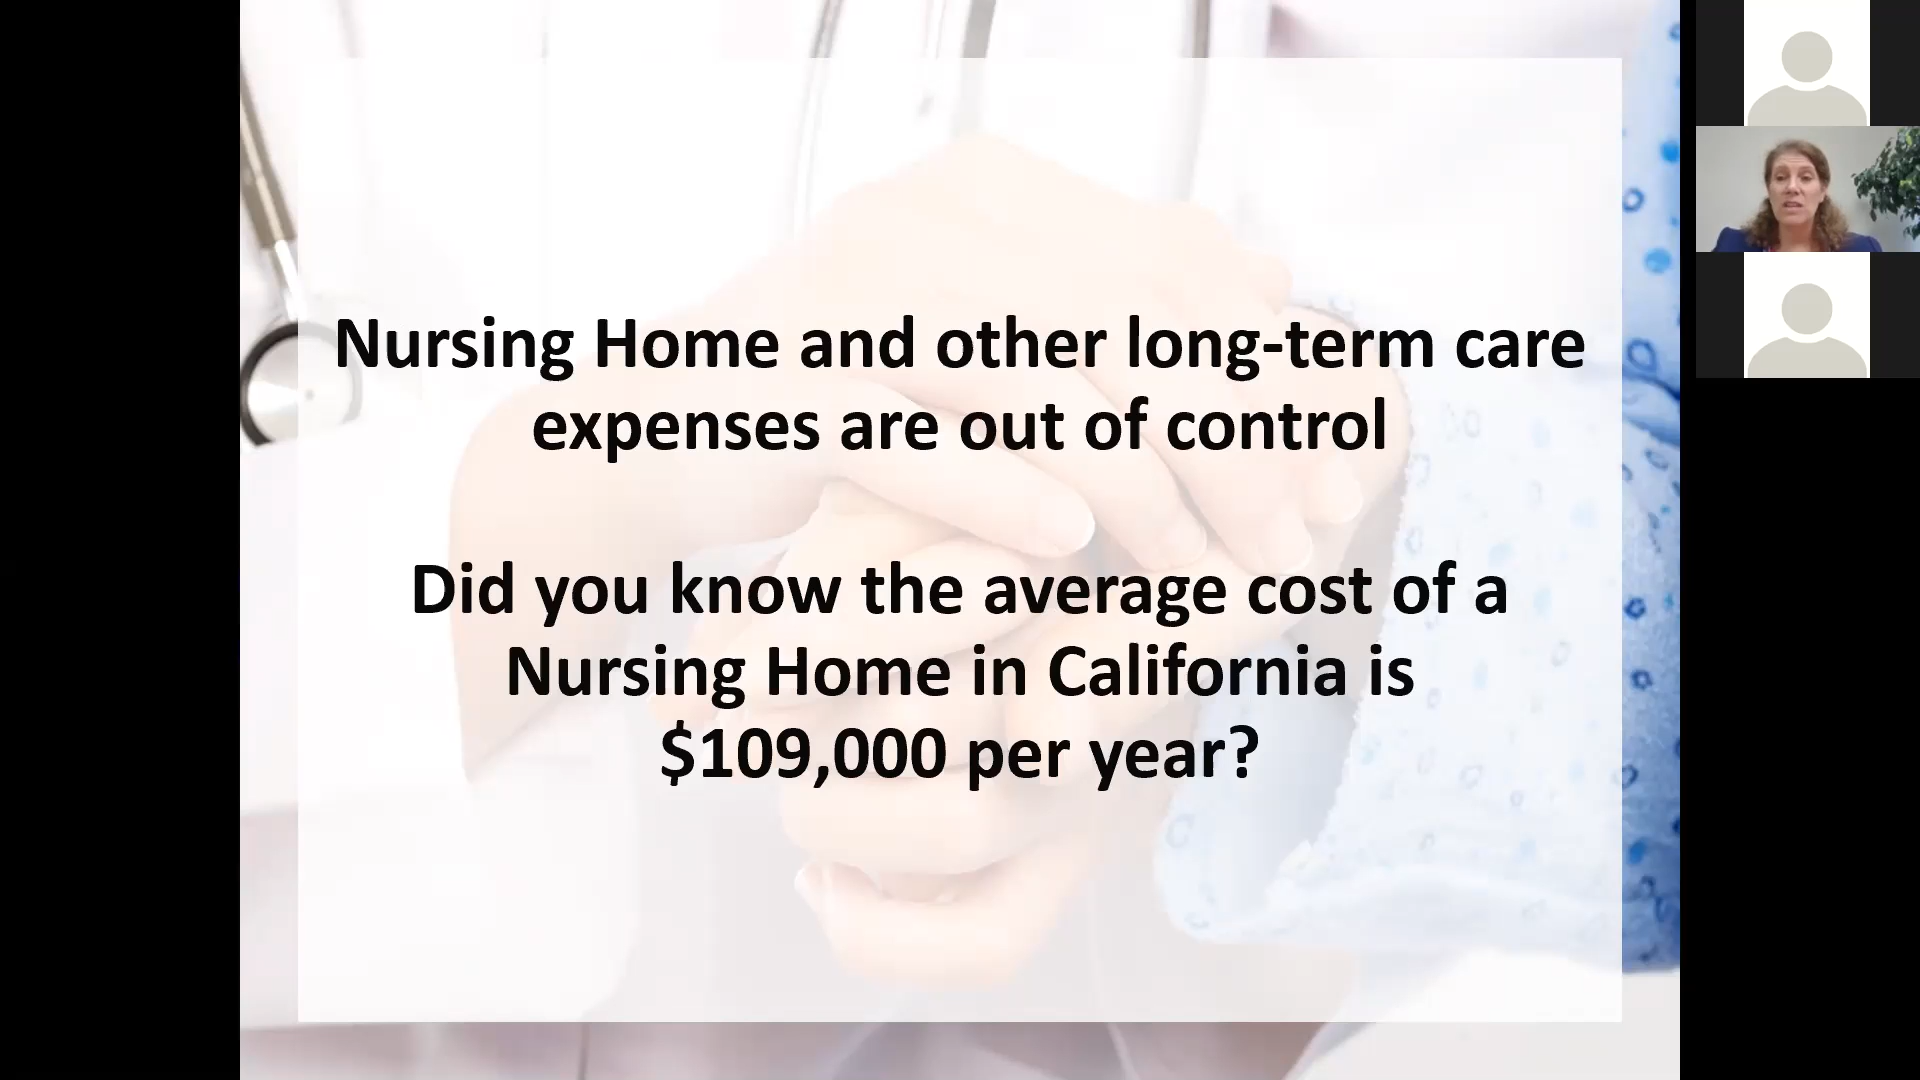 Nursing Home and other long-term care
expenses are out of control
Did you know the average cost of a
Nursing Home in California is
$109,000 per year?